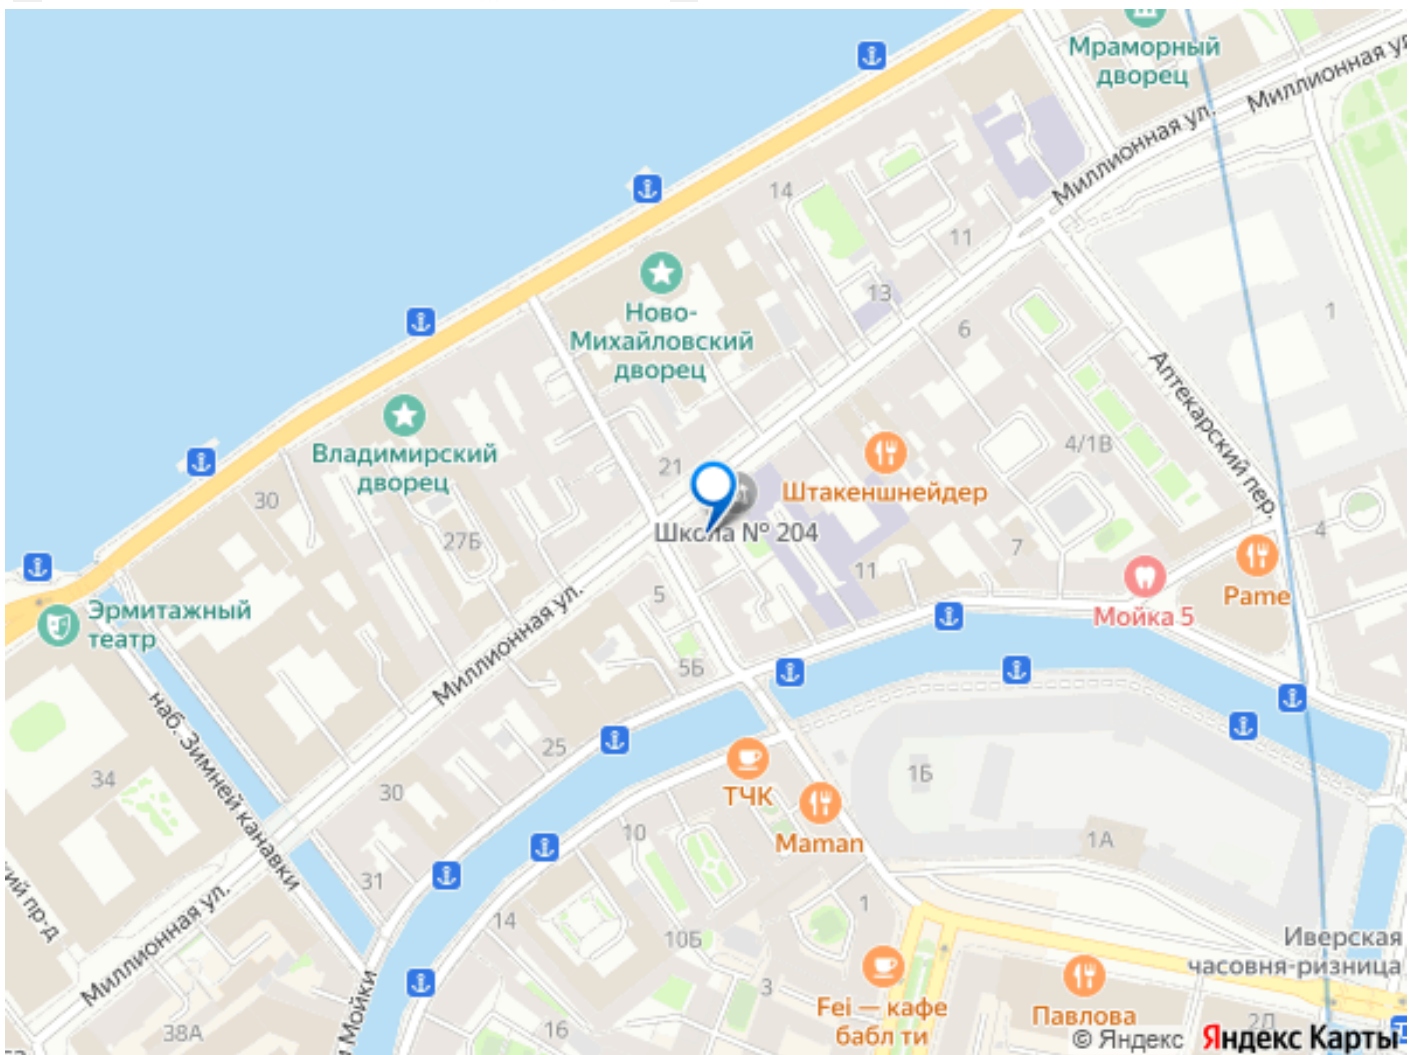 Мраморный
дворец
Миллионная ул.
Миллионная ул.
14
11
13
Ново-
Михайловский
дворец
6
1
Аптекарский пер.
Владимирский
дворец
21
Штакеншнейдер
4/1В
30
27Б
Школа № 204
7
11
4
Pame
Мойка 5
Эрмитажный
театр
5
5Б
Миллионная ул.
наб. Зимней канавки
25
34
30
ТЧК
1Б
Maman
10
1А
31
14
1
10Б
Миллионная ул.
ий пр-д
Иверская
часовня-ризница
3
Fei — кафе
бабл ти
Павлова
2Л
Мойки
38А
16
© Яндекс Яндекс Карты